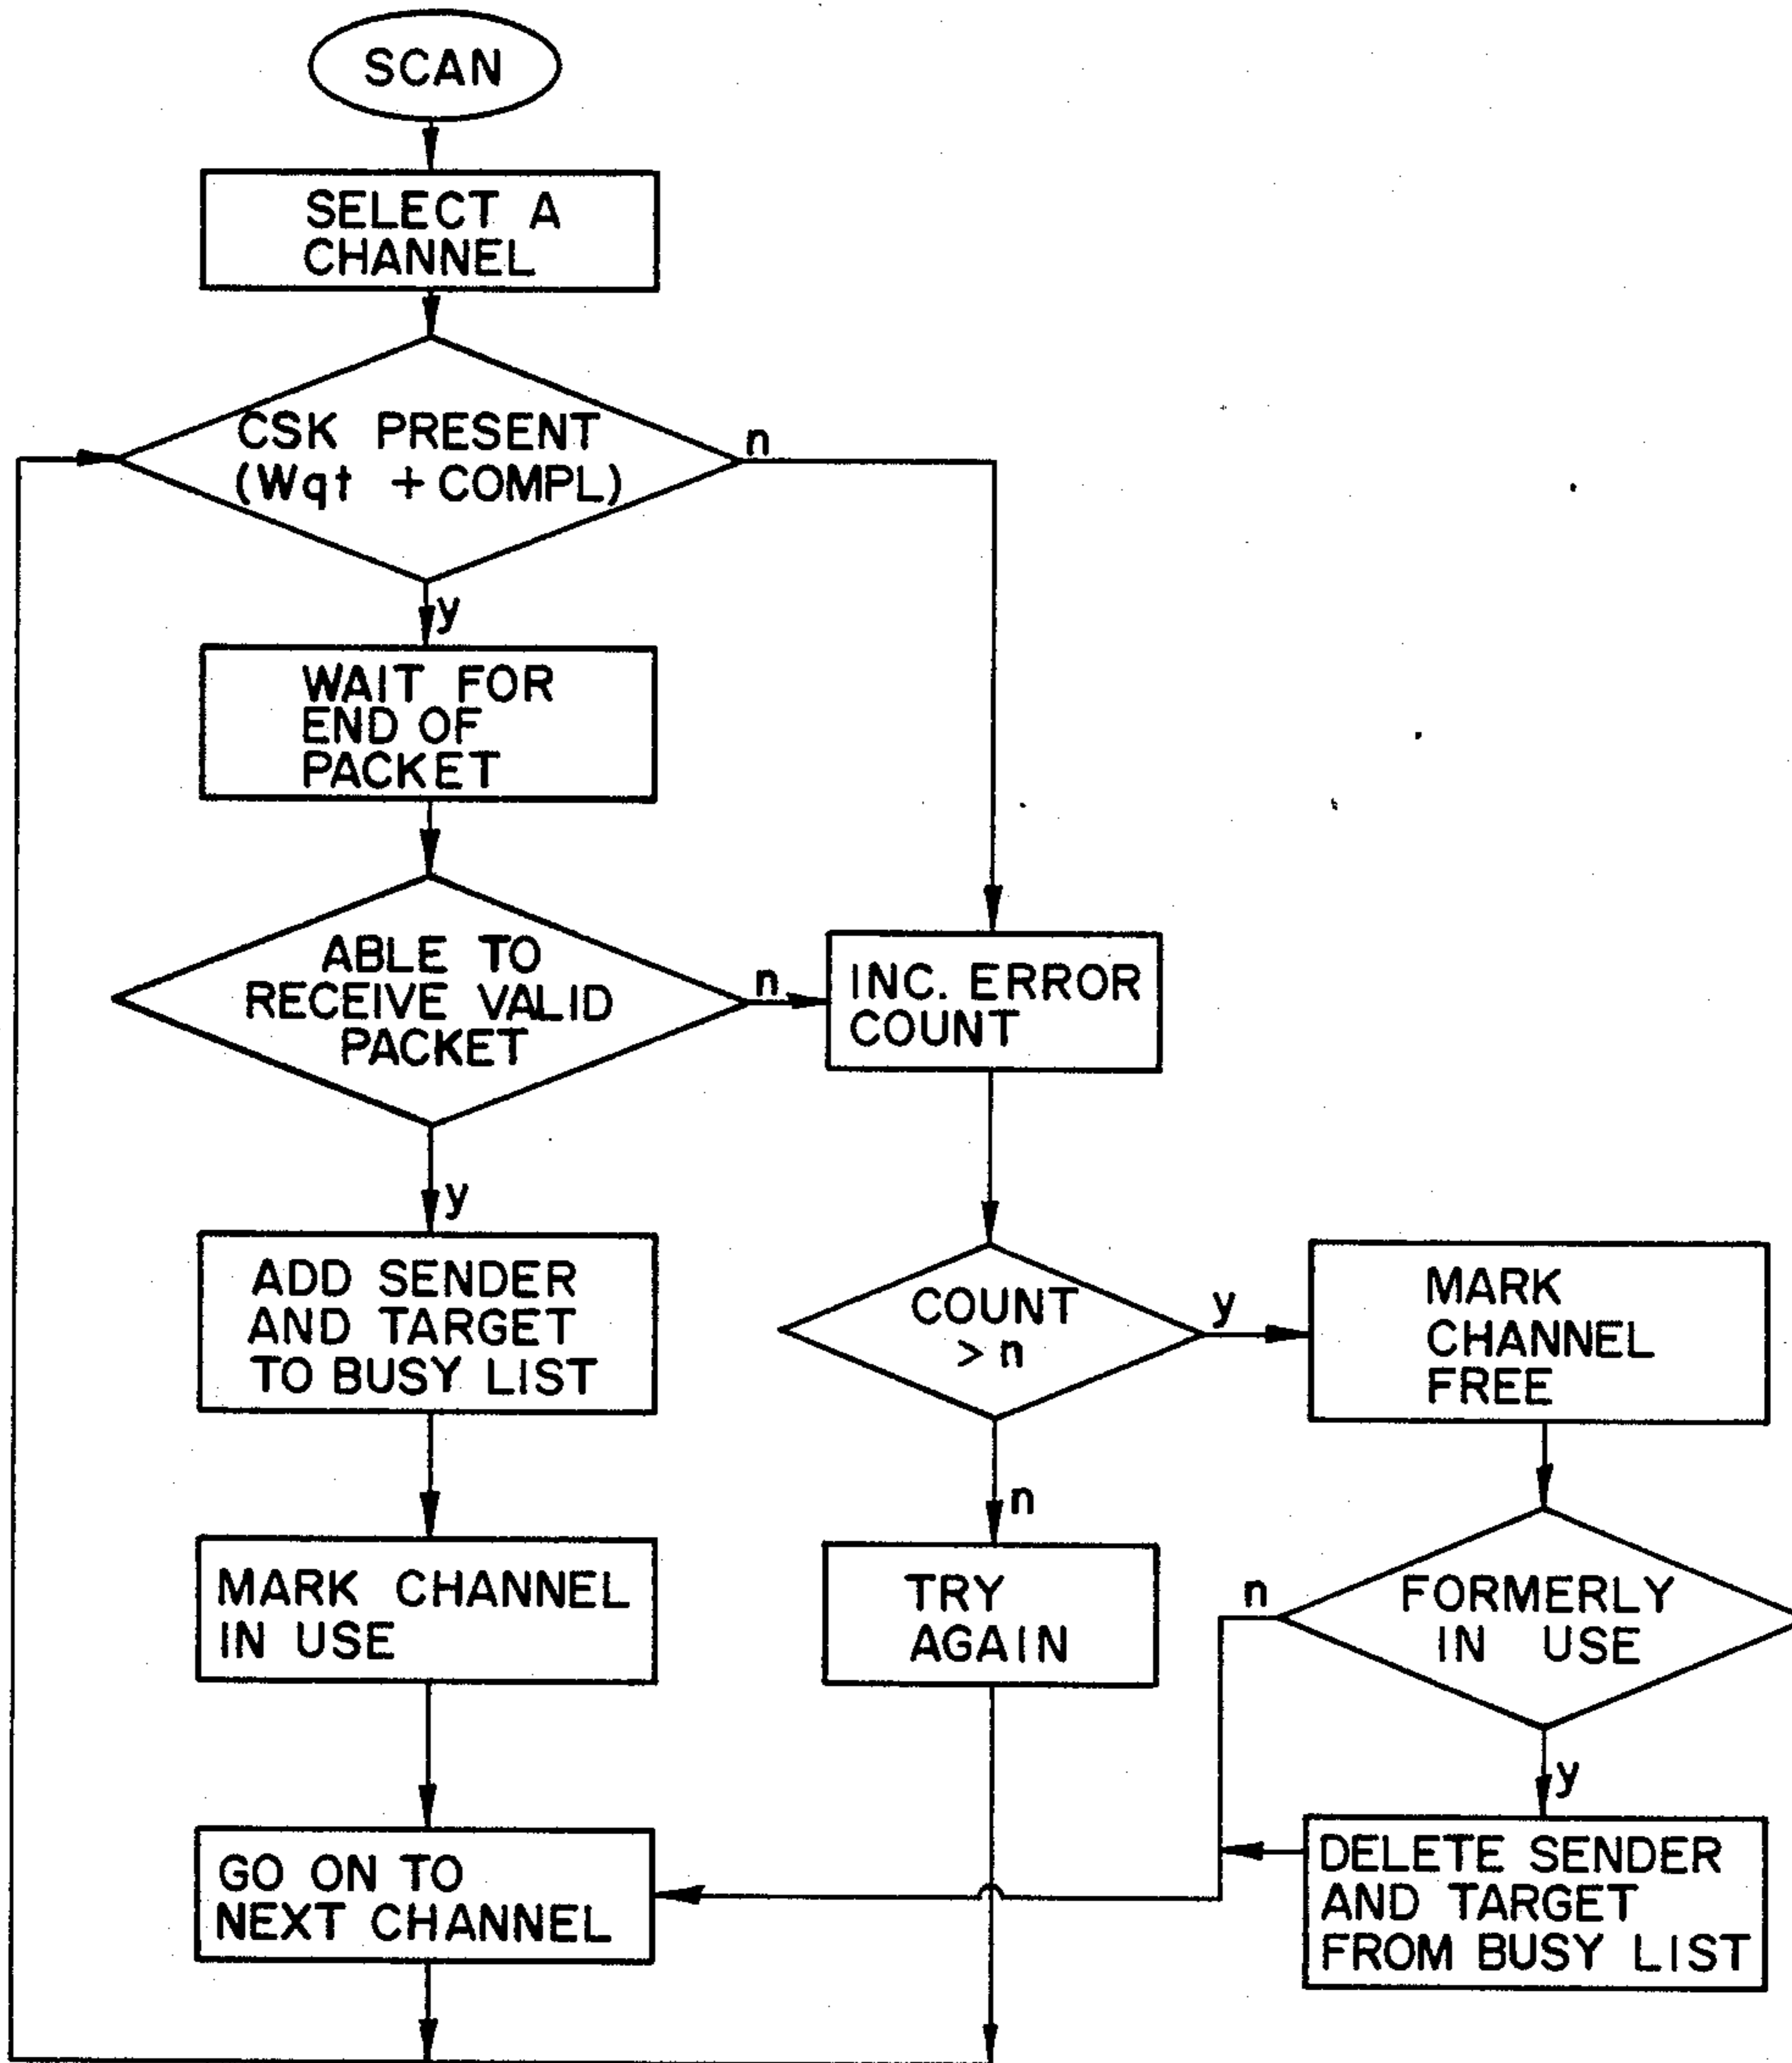 SCAN
SELECT A
CHANNEL
CSK PRESENT
(Wqt + COMPL)
n
y
WAIT FOR
END OF
PACKET
ABLE TO
RECEIVE VALID
PACKET
n
INC. ERROR
COUNT
y
ADD SENDER
AND TARGET
TO BUSY LIST
COUNT
> n
y
MARK
CHANNEL
FREE
n
MARK CHANNEL
IN USE
TRY
AGAIN
n
FORMERLY
IN USE
y
GO ON TO
NEXT CHANNEL
DELETE SENDER
AND TARGET
FROM BUSY LIST